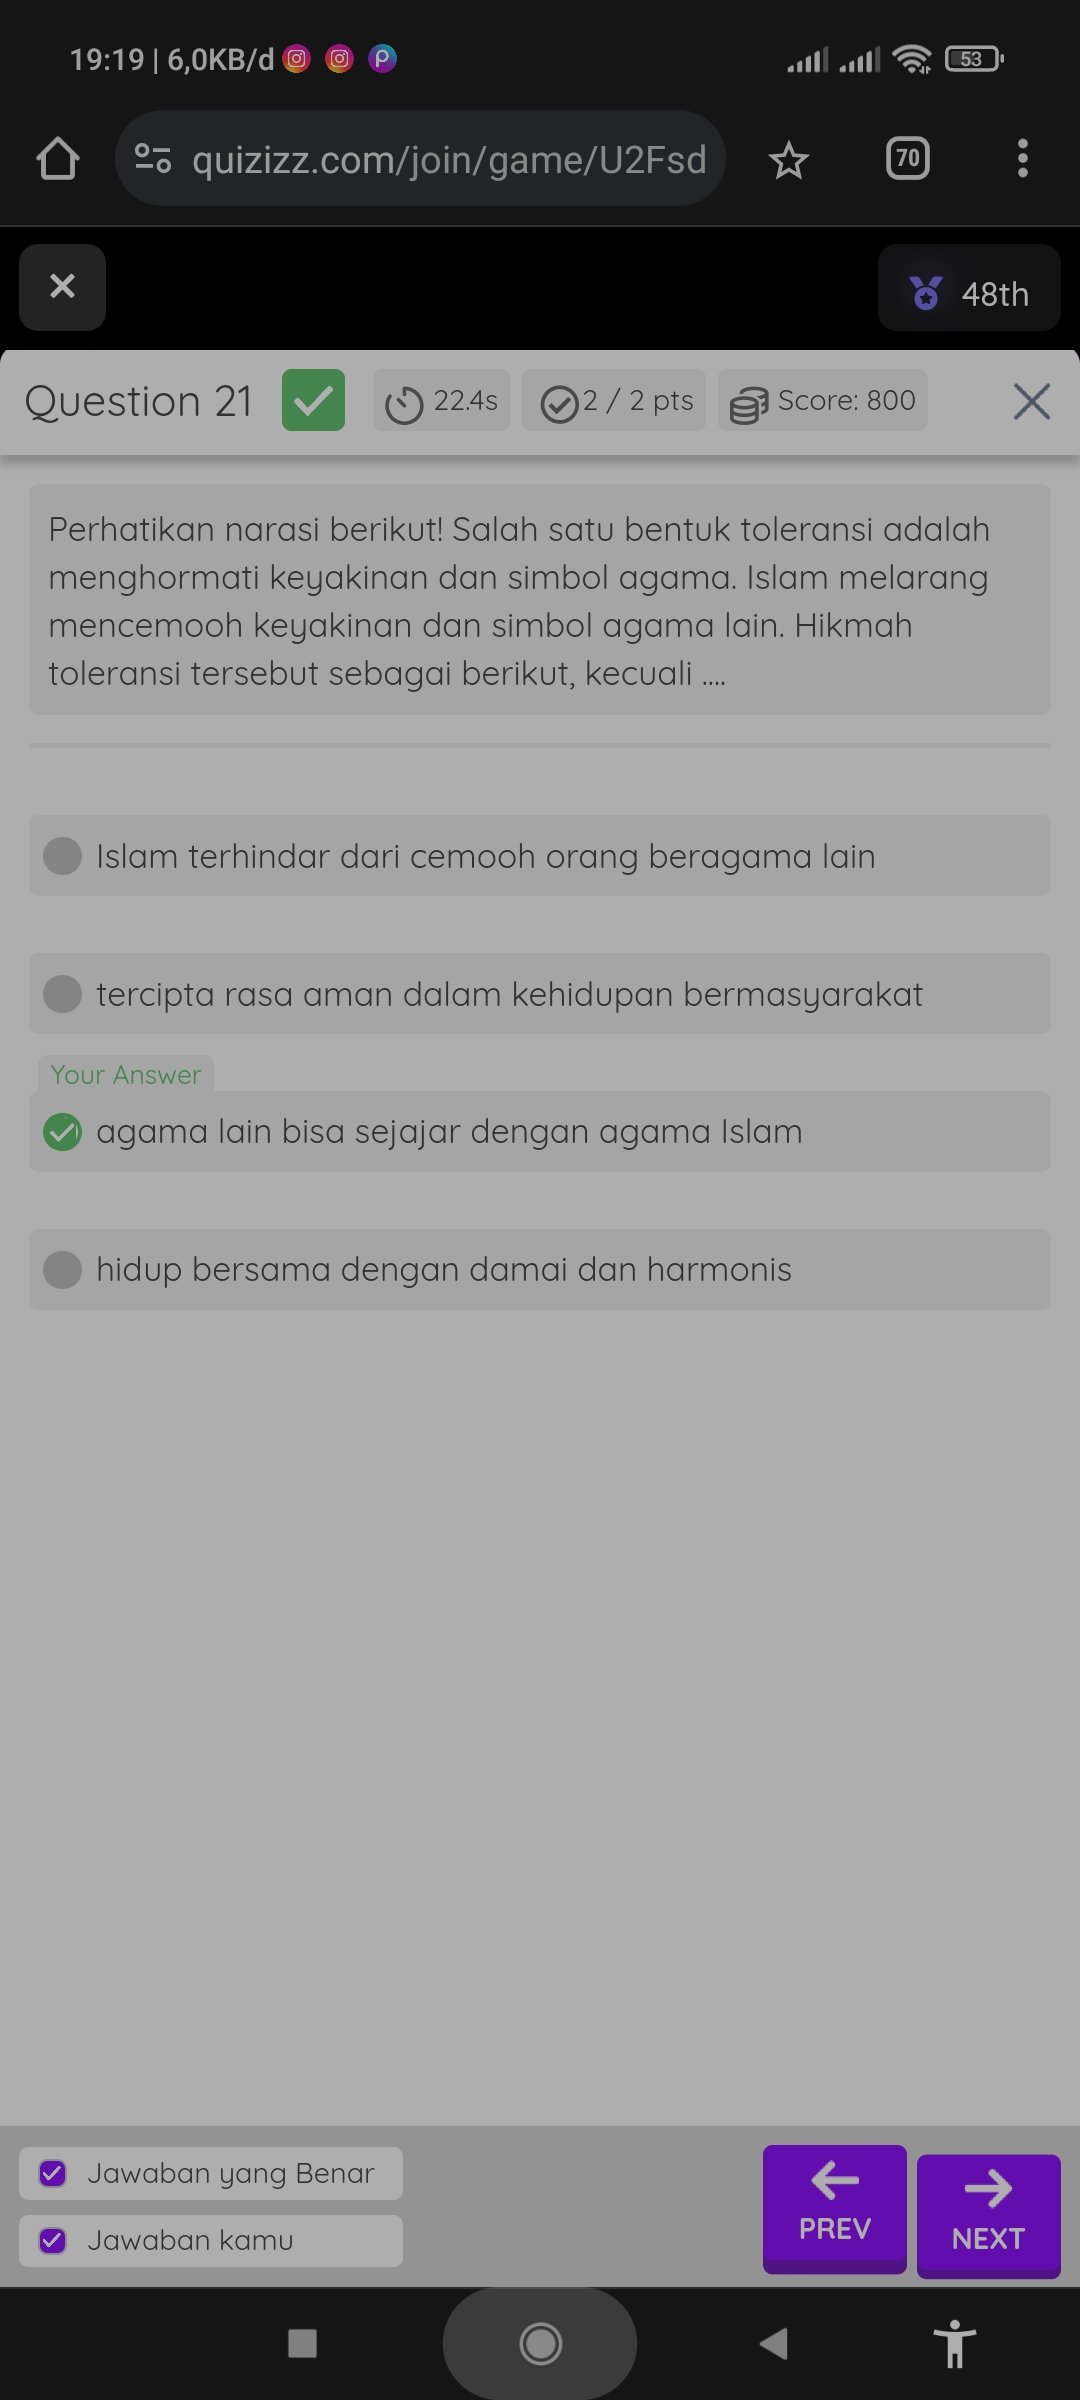 19:19 | 6,0KB/d
53
quizizz.com/join/game/U2Fsd
70
48th
Question 21
22.4s
2 / 2 pts
Score: 800
Perhatikan narasi berikut! Salah satu bentuk toleransi adalah
menghormati keyakinan dan simbol agama. Islam melarang
mencemooh keyakinan dan simbol agama lain. Hikmah
toleransi tersebut sebagai berikut, kecuali ....
Islam terhindar dari cemooh orang beragama lain
tercipta rasa aman dalam kehidupan bermasyarakat
Your Answer
agama lain bisa sejajar dengan agama Islam
hidup bersama dengan damai dan harmonis
Jawaban yang Benar
Jawaban kamu
PREV
NEXT